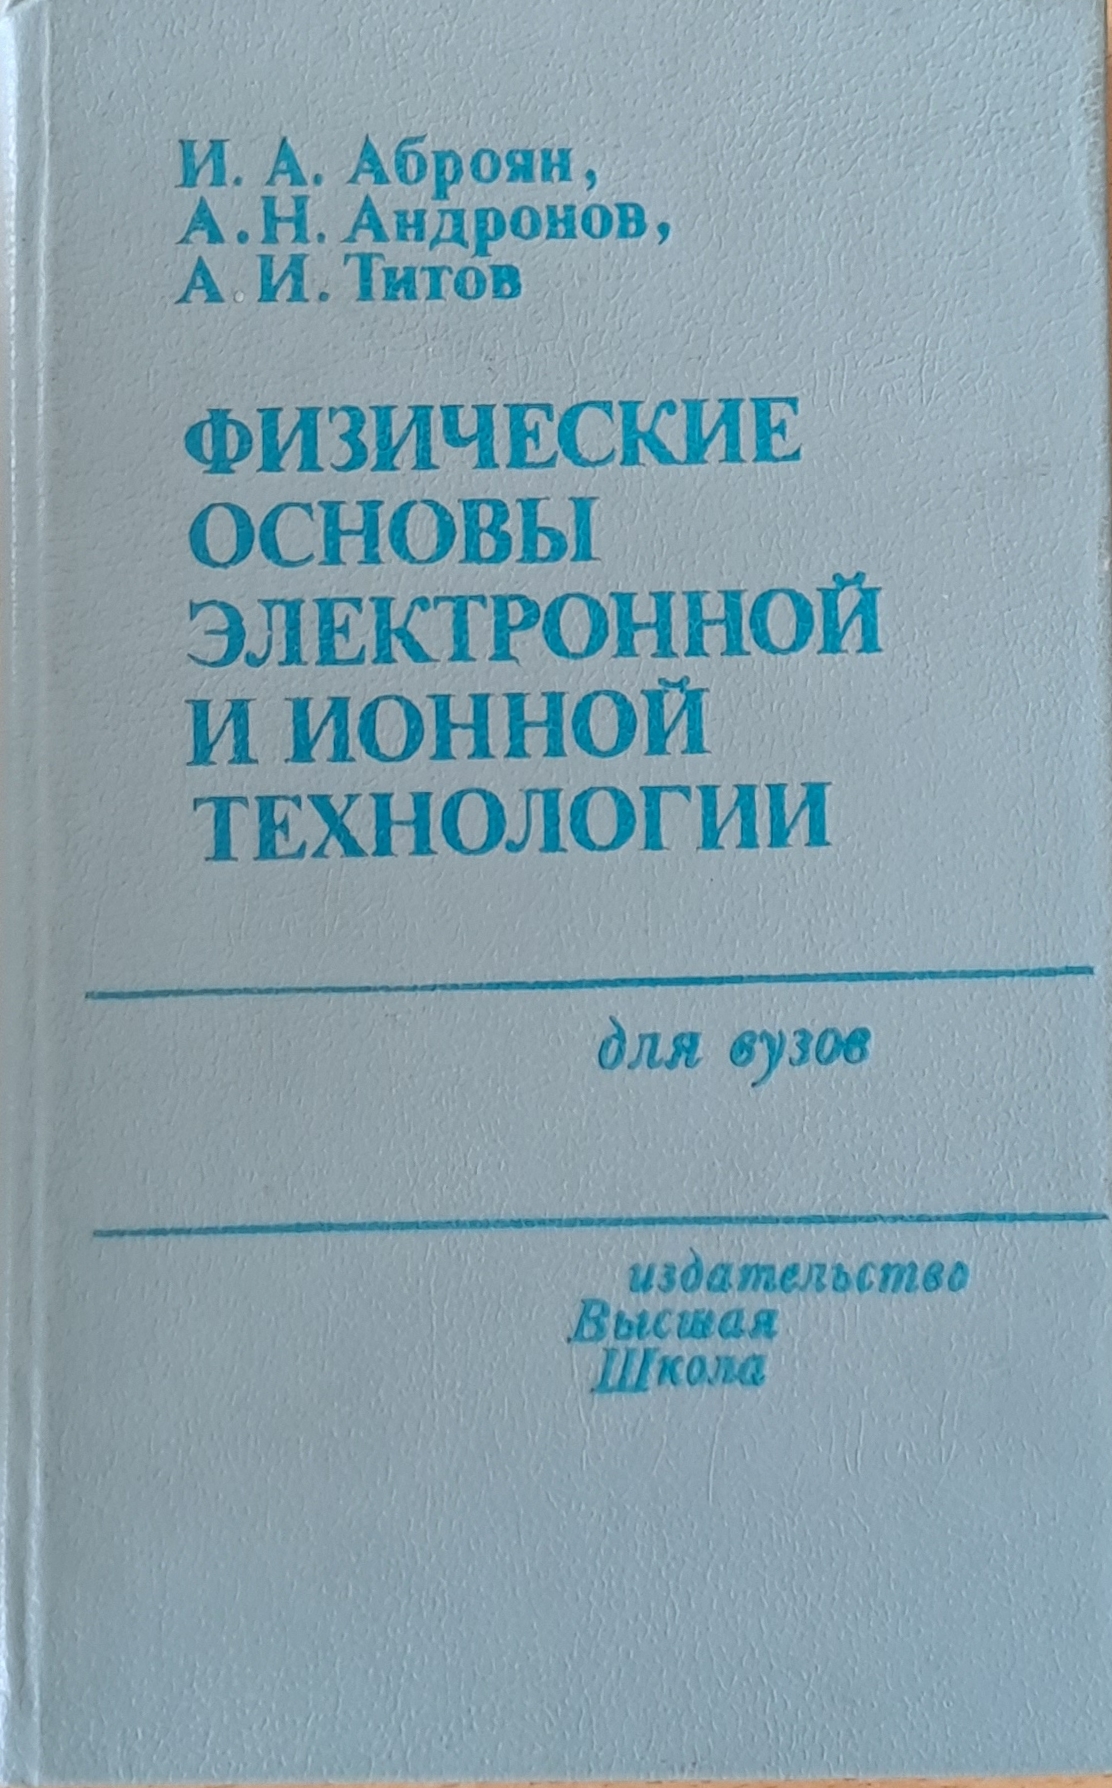 И. А. Аброян,
А. Н. Андронов,
А. И. Титов
ФИЗИЧЕСКИЕ
ОСНОВЫ
ЭЛЕКТРОННОЙ
И ИОННОЙ
ТЕХНОЛОГИИ
для вузов
издательство
Высшая
Школа